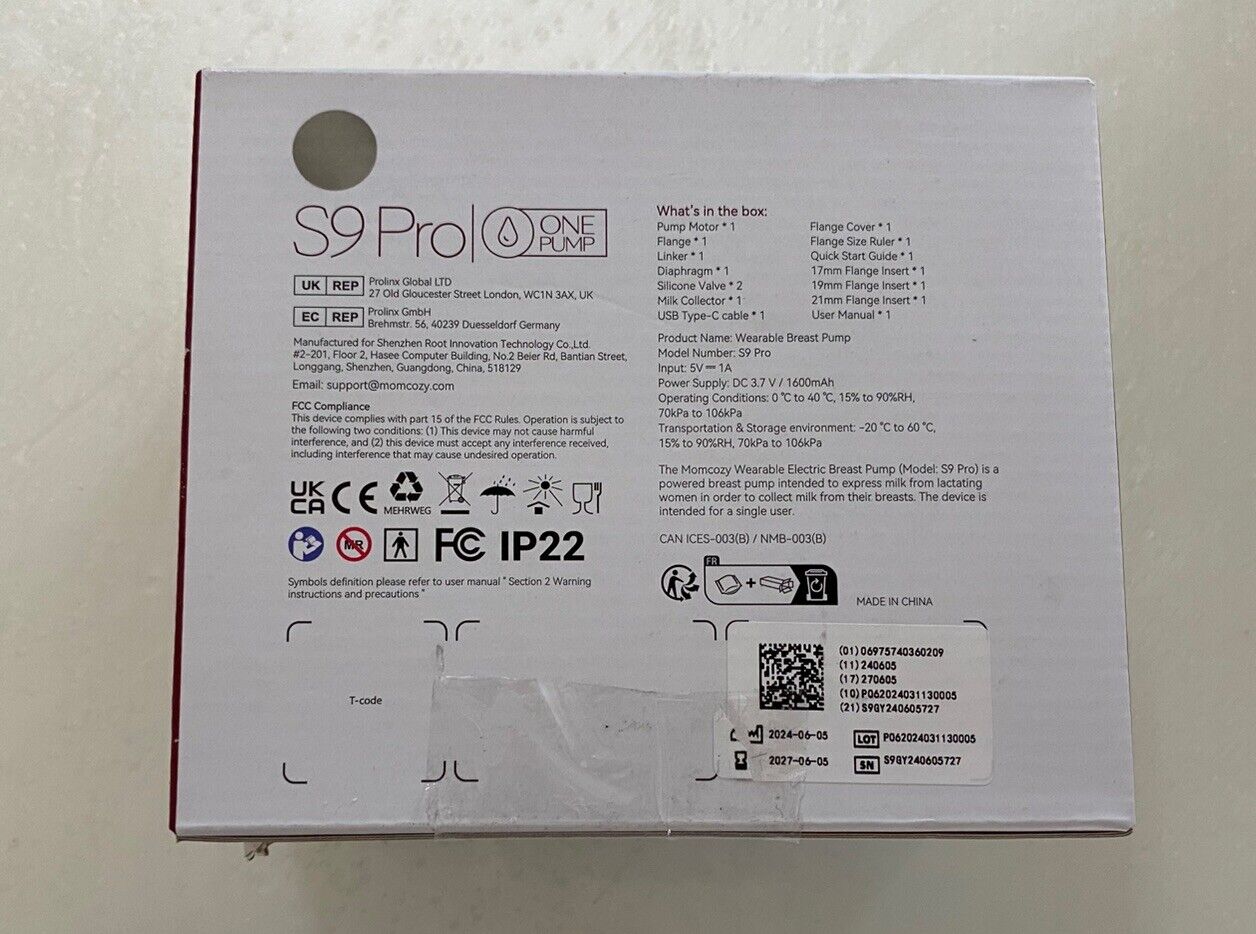 S9 Pro
ONE
PUMP
UK REP
Prolinx Global LTD
27 Old Gloucester Street London, WC1N 3AX, UK
EC REP
Prolinx GmbH
Brehmstr. 56, 40239 Duesseldorf Germany
Manufactured for Shenzhen Root Innovation Technology Co.,Ltd.
#2-201, Floor 2, Hasee Computer Building, No.2 Beier Rd, Bantian Street,
Longgang, Shenzhen, Guangdong, China, 518129
Email: support@momcozy.com
FCC Compliance
This device complies with part 15 of the FCC Rules. Operation is subject to
the following two conditions: (1) This device may not cause harmful
interference, and (2) this device must accept any interference received,
including interference that may cause undesired operation.
UK
CA CE
MEHRWEG
MR FC IP22
Symbols definition please refer to user manual " Section 2 Warning
instructions and precautions "
What's in the box:
Pump Motor * 1
Flange * 1
Linker * 1
Diaphragm * 1
Silicone Valve * 2
Milk Collector * 1
USB Type-C cable * 1
Flange Cover * 1
Flange Size Ruler * 1
Quick Start Guide * 1
17mm Flange Insert * 1
19mm Flange Insert * 1
21mm Flange Insert * 1
User Manual * 1
Product Name: Wearable Breast Pump
Model Number: S9 Pro
Input: 5V⎓1A
Power Supply: DC 3.7 V / 1600mAh
Operating Conditions: 0 °C to 40 °C, 15% to 90%RH,
70kPa to 106kPa
Transportation & Storage environment: -20 °C to 60 °C,
15% to 90%RH, 70kPa to 106kPa
The Momcozy Wearable Electric Breast Pump (Model: S9 Pro) is a
powered breast pump intended to express milk from lactating
women in order to collect milk from their breasts. The device is
intended for a single user.
CAN ICES-003(B) / NMB-003(B)
FR
+
MADE IN CHINA
T-code
(01)06975740360209
(11)240605
(17)270605
(10)P062024031130005
(21)S9GY240605727
2024-06-05
LOT P062024031130005
2027-06-05
SN S9GY240605727